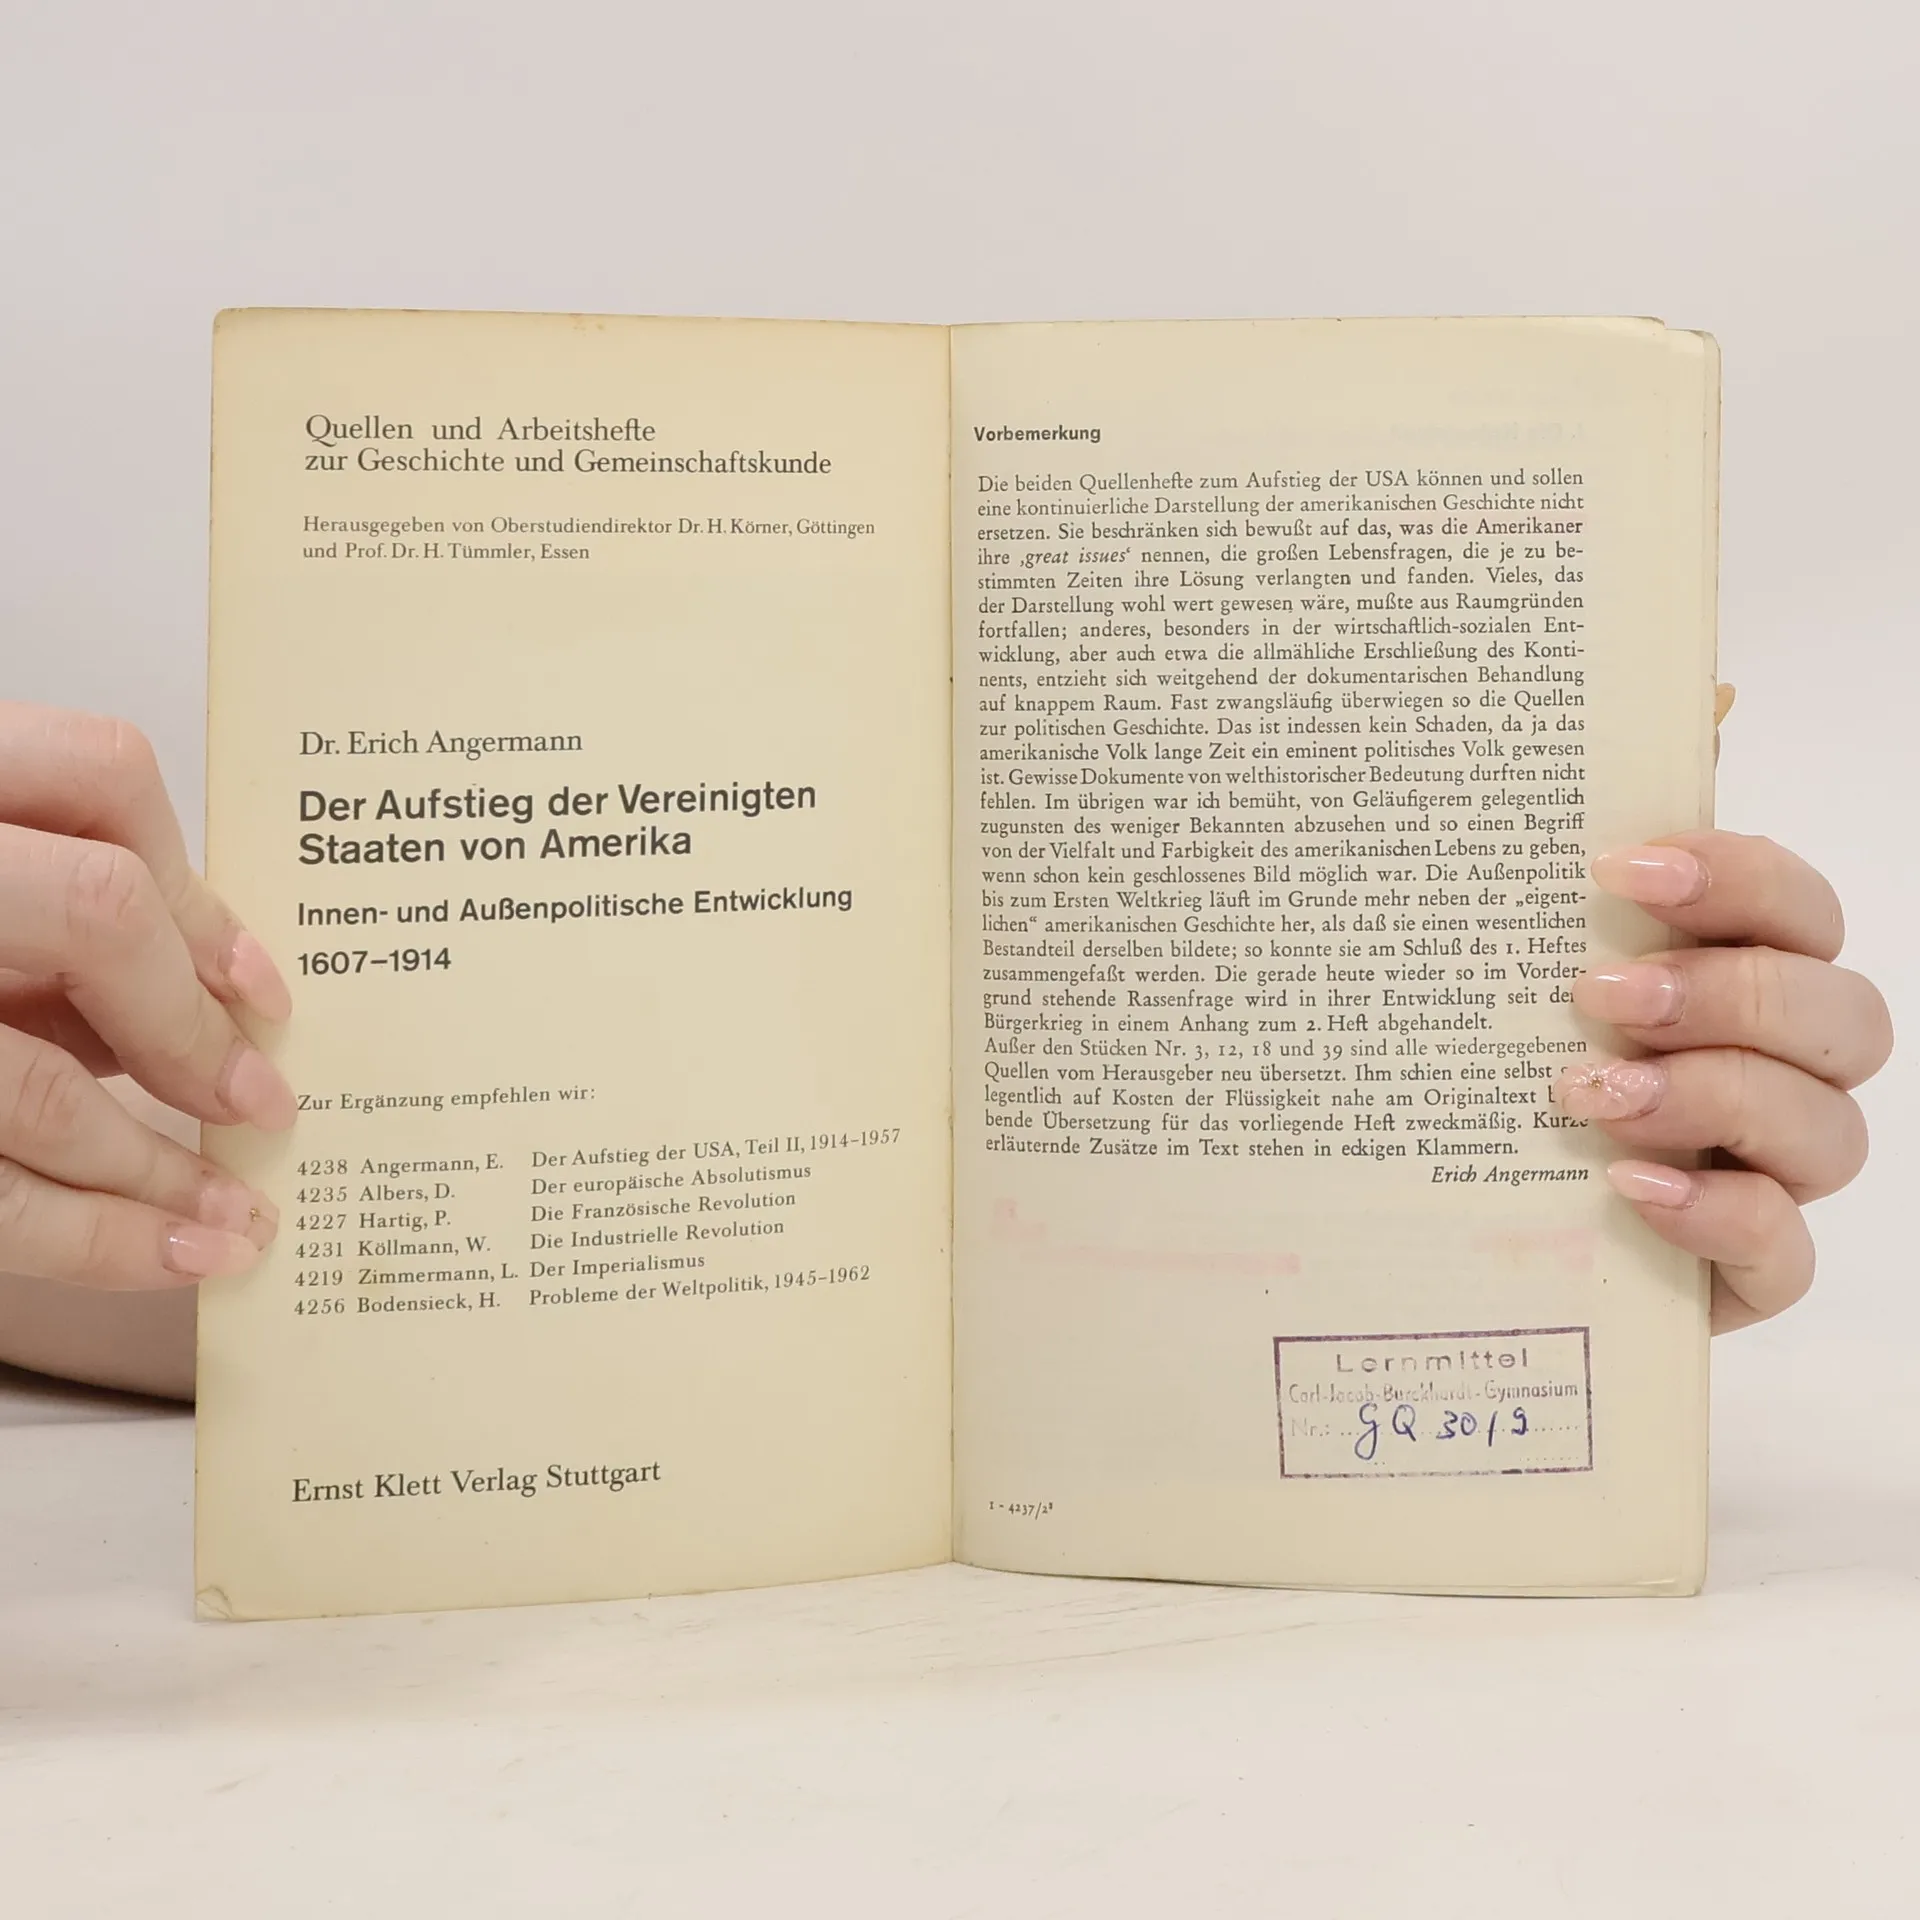 Quellen und Arbeitshefte
zur Geschichte und Gemeinschaftskunde
Herausgegeben von Oberstudiendirektor Dr. H. Körner, Göttingen
und Prof. Dr. H. Tümmler, Essen
Dr. Erich Angermann
Der Aufstieg der Vereinigten
Staaten von Amerika
Innen- und Außenpolitische Entwicklung
1607–1914
Zur Ergänzung empfehlen wir:
4238 Angermann, E. Der Aufstieg der USA, Teil II, 1914–1957
4235 Albers, D. Der europäische Absolutismus
4227 Hartig, P. Die Französische Revolution
4231 Köllmann, W. Die Industrielle Revolution
4219 Zimmermann, L. Der Imperialismus
4256 Bodensieck, H. Probleme der Weltpolitik, 1945–1962
Ernst Klett Verlag Stuttgart
Vorbemerkung
Die beiden Quellenhefte zum Aufstieg der USA können und sollen
eine kontinuierliche Darstellung der amerikanischen Geschichte nicht
ersetzen. Sie beschränken sich bewußt auf das, was die Amerikaner
ihre ‚great issues‘ nennen, die großen Lebensfragen, die je zu be-
stimmten Zeiten ihre Lösung verlangten und fanden. Vieles, das
der Darstellung wohl wert gewesen wäre, mußte aus Raumgründen
fortfallen; anderes, besonders in der wirtschaftlich-sozialen Ent-
wicklung, aber auch etwa die allmähliche Erschließung des Konti-
nents, entzieht sich weitgehend der dokumentarischen Behandlung
auf knappem Raum. Fast zwangsläufig überwiegen so die Quellen
zur politischen Geschichte. Das ist indessen kein Schaden, da ja das
amerikanische Volk lange Zeit ein eminent politisches Volk gewesen
ist. Gewisse Dokumente von welthistorischer Bedeutung durften nicht
fehlen. Im übrigen war ich bemüht, von Geläufigerem gelegentlich
zugunsten des weniger Bekannten abzusehen und so einen Begriff
von der Vielfalt und Farbigkeit des amerikanischen Lebens zu geben,
wenn schon kein geschlossenes Bild möglich war. Die Außenpolitik
bis zum Ersten Weltkrieg läuft im Grunde mehr neben der „eigent-
lichen“ amerikanischen Geschichte her, als daß sie einen wesentlichen
Bestandteil derselben bildete; so konnte sie am Schluß des 1. Heftes
zusammengefaßt werden. Die gerade heute wieder so im Vorder-
grund stehende Rassenfrage wird in ihrer Entwicklung seit de
Bürgerkrieg in einem Anhang zum 2. Heft abgehandelt.
Außer den Stücken Nr. 3, 12, 18 und 39 sind alle wiedergegebenen
Quellen vom Herausgeber neu übersetzt. Ihm schien eine selbst
legentlich auf Kosten der Flüssigkeit nahe am Originaltext
bende Übersetzung für das vorliegende Heft zweckmäßig. Kurze
erläuternde Zusätze im Text stehen in eckigen Klammern.
Erich Angermann
Lernmittel
Carl-Jacob-Burckhardt-Gymnasium
Nr.: GQ 30/9
I - 4237/2⁸